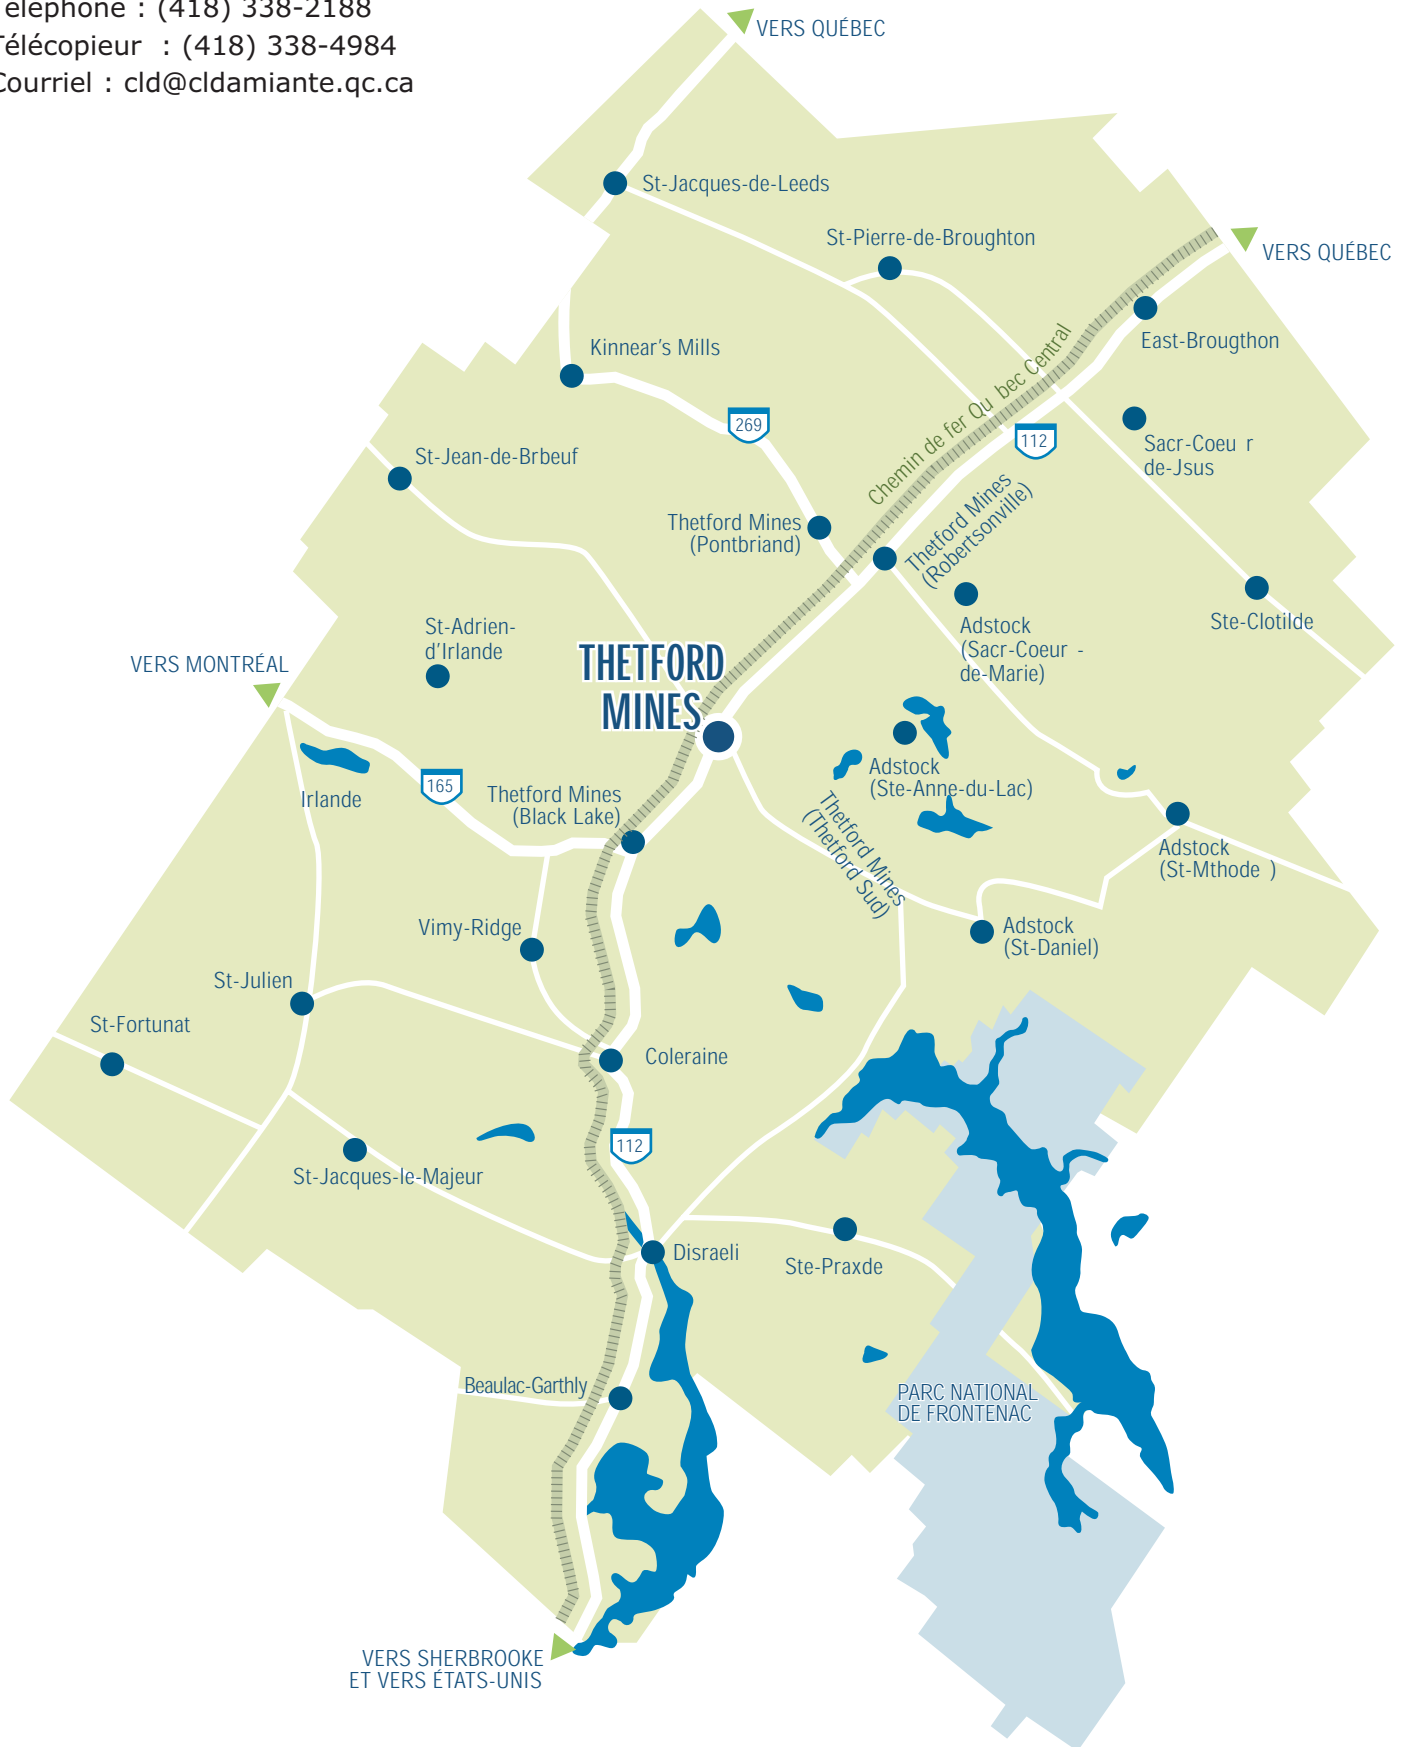 Téléphone : (418) 338-2188
Télécopieur : (418) 338-4984
Courriel : cld@cldamiante.qc.ca
VERS QUÉBEC
St-Jacques-de-Leeds
St-Pierre-de-Broughton
VERS QUÉBEC
East-Brougthon
Kinnear's Mills
Chemin de fer Qu bec Central
269
112
Sacr-Coeu r
de-Jsus
St-Jean-de-Brbeuf
Thetford Mines
(Pontbriand)
Thetford Mines
(Robertsonville)
Ste-Clotilde
Adstock
(Sacr-Coeur -
de-Marie)
St-Adrien-
d'Irlande
VERS MONTRÉAL
THETFORD
MINES
Adstock
(Ste-Anne-du-Lac)
165
Irlande
Thetford Mines
(Black Lake)
Thetford Mines
(Thetford Sud)
Adstock
(St-Mthode )
Vimy-Ridge
Adstock
(St-Daniel)
St-Julien
St-Fortunat
Coleraine
112
St-Jacques-le-Majeur
Disraeli
Ste-Praxde
Beaulac-Garthly
PARC NATIONAL
DE FRONTENAC
VERS SHERBROOKE
ET VERS ÉTATS-UNIS